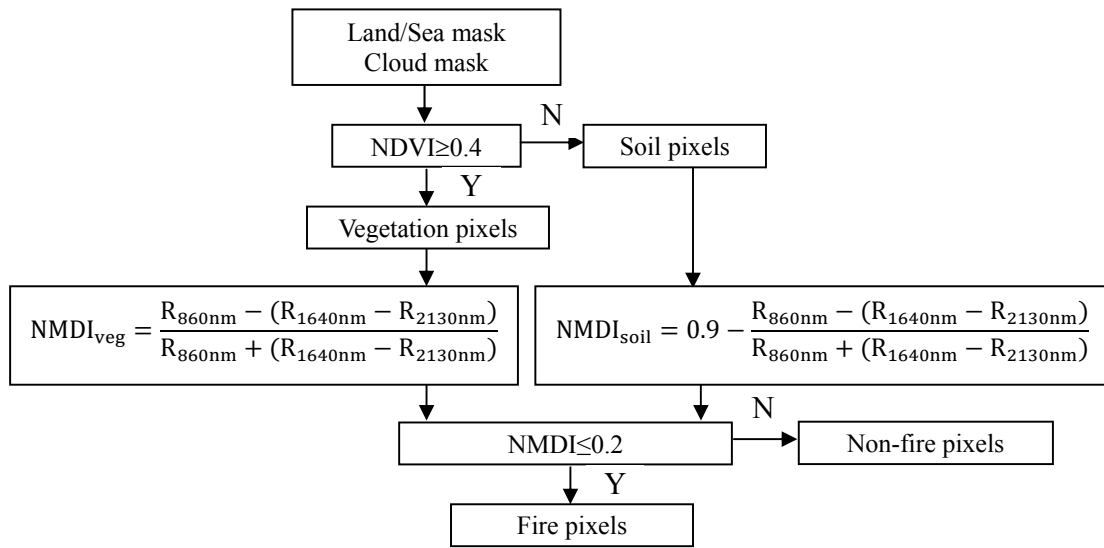 Land/Sea mask
Cloud mask
NDVI≥0.4
N
Soil pixels
Y
Vegetation pixels
NMDI_veg = (R_860nm − (R_1640nm − R_2130nm)) / (R_860nm + (R_1640nm − R_2130nm))
NMDI_soil = 0.9 − (R_860nm − (R_1640nm − R_2130nm)) / (R_860nm + (R_1640nm − R_2130nm))
NMDI≤0.2
N
Non-fire pixels
Y
Fire pixels